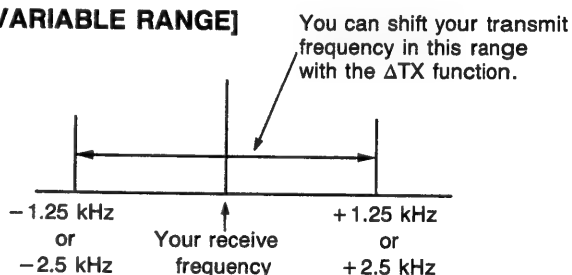 VARIABLE RANGE]
You can shift your transmit
frequency in this range
with the ΔTX function.
−1.25 kHz
or
−2.5 kHz
Your receive
frequency
+1.25 kHz
or
+2.5 kHz